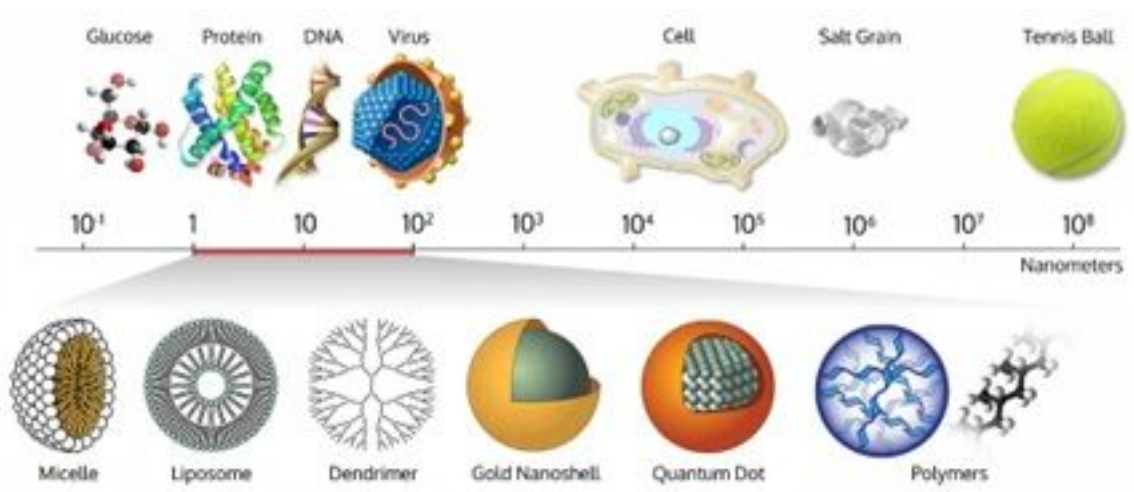 Glucose Protein DNA Virus Cell Salt Grain Tennis Ball
10⁻¹ 1 10 10² 10³ 10⁴ 10⁵ 10⁶ 10⁷ 10⁸
Nanometers
Micelle Liposome Dendrimer Gold Nanoshell Quantum Dot Polymers